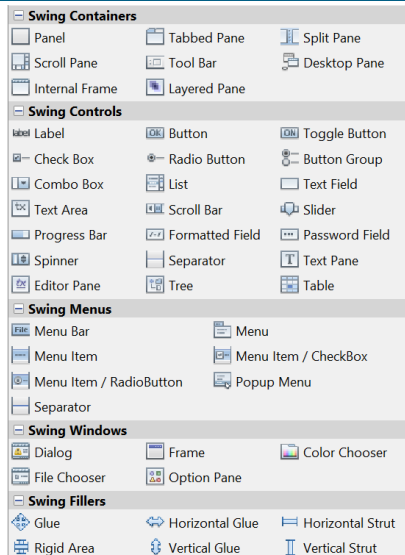 Swing Containers
Panel Tabbed Pane Split Pane
Scroll Pane Tool Bar Desktop Pane
Internal Frame Layered Pane
Swing Controls
label Label OK Button ON Toggle Button
Check Box Radio Button Button Group
Combo Box List Text Field
Text Area Scroll Bar Slider
Progress Bar Formatted Field Password Field
Spinner Separator T Text Pane
Editor Pane Tree Table
Swing Menus
File Menu Bar Menu
Menu Item Menu Item / CheckBox
Menu Item / RadioButton Popup Menu
Separator
Swing Windows
Dialog Frame Color Chooser
File Chooser Option Pane
Swing Fillers
Glue Horizontal Glue Horizontal Strut
Rigid Area Vertical Glue Vertical Strut